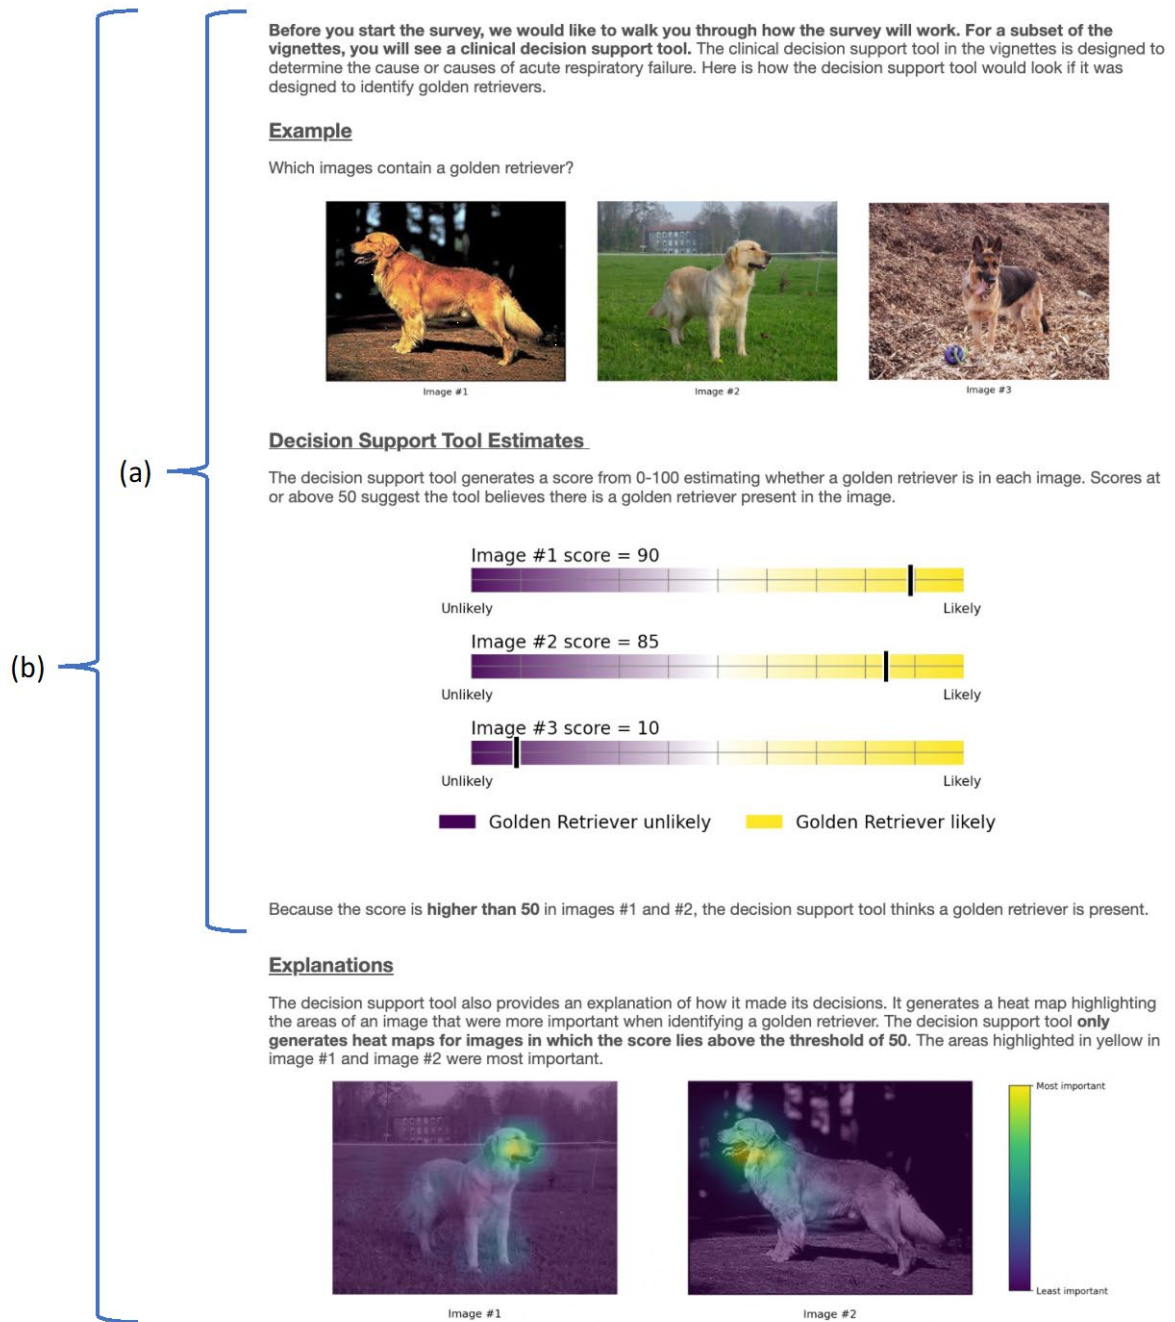 Before you start the survey, we would like to walk you through how the survey will work. For a subset of the
vignettes, you will see a clinical decision support tool. The clinical decision support tool in the vignettes is designed to
determine the cause or causes of acute respiratory failure. Here is how the decision support tool would look if it was
designed to identify golden retrievers.
Example
Which images contain a golden retriever?
Image #1
Image #2
Image #3
Decision Support Tool Estimates
(a)
The decision support tool generates a score from 0-100 estimating whether a golden retriever is in each image. Scores at
or above 50 suggest the tool believes there is a golden retriever present in the image.
Image #1 score = 90
Unlikely
Likely
Image #2 score = 85
(b)
Unlikely
Likely
Image #3 score = 10
Unlikely
Likely
Golden Retriever unlikely
Golden Retriever likely
Because the score is higher than 50 in images #1 and #2, the decision support tool thinks a golden retriever is present.
Explanations
The decision support tool also provides an explanation of how it made its decisions. It generates a heat map highlighting
the areas of an image that were more important when identifying a golden retriever. The decision support tool only
generates heat maps for images in which the score lies above the threshold of 50. The areas highlighted in yellow in
image #1 and image #2 were most important.
Most important
Least important
Image #1
Image #2